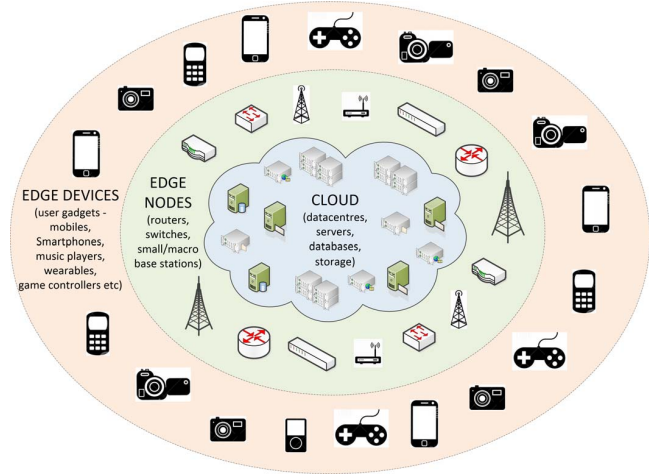 EDGE DEVICES
(user gadgets -
mobiles,
Smartphones,
music players,
wearables,
game controllers etc)
EDGE
NODES
(routers,
switches,
small/macro
base stations)
CLOUD
(datacentres,
servers,
databases,
storage)